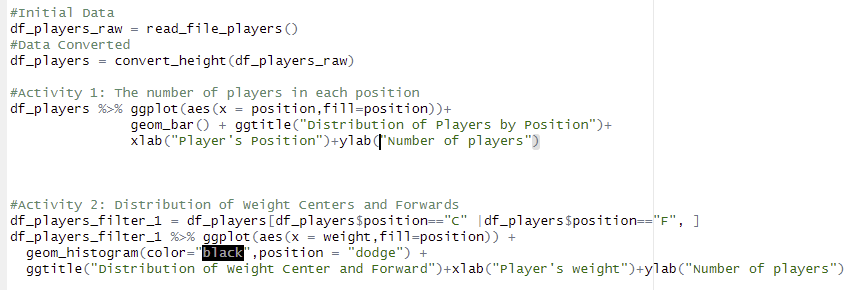 #Initial Data
df_players_raw = read_file_players()
#Data Converted
df_players = convert_height(df_players_raw)
#Activity 1: The number of players in each position
df_players %>% ggplot(aes(x = position,fill=position))+
geom_bar() + ggtitle("Distribution of Players by Position")+
xlab("Player's Position")+ylab("Number of players")
#Activity 2: Distribution of Weight Centers and Forwards
df_players_filter_1 = df_players[df_players$position=="C" |df_players$position=="F", ]
df_players_filter_1 %>% ggplot(aes(x = weight,fill=position)) +
geom_histogram(color="black",position = "dodge") +
ggtitle("Distribution of Weight Center and Forward")+xlab("Player's weight")+ylab("Number of players")